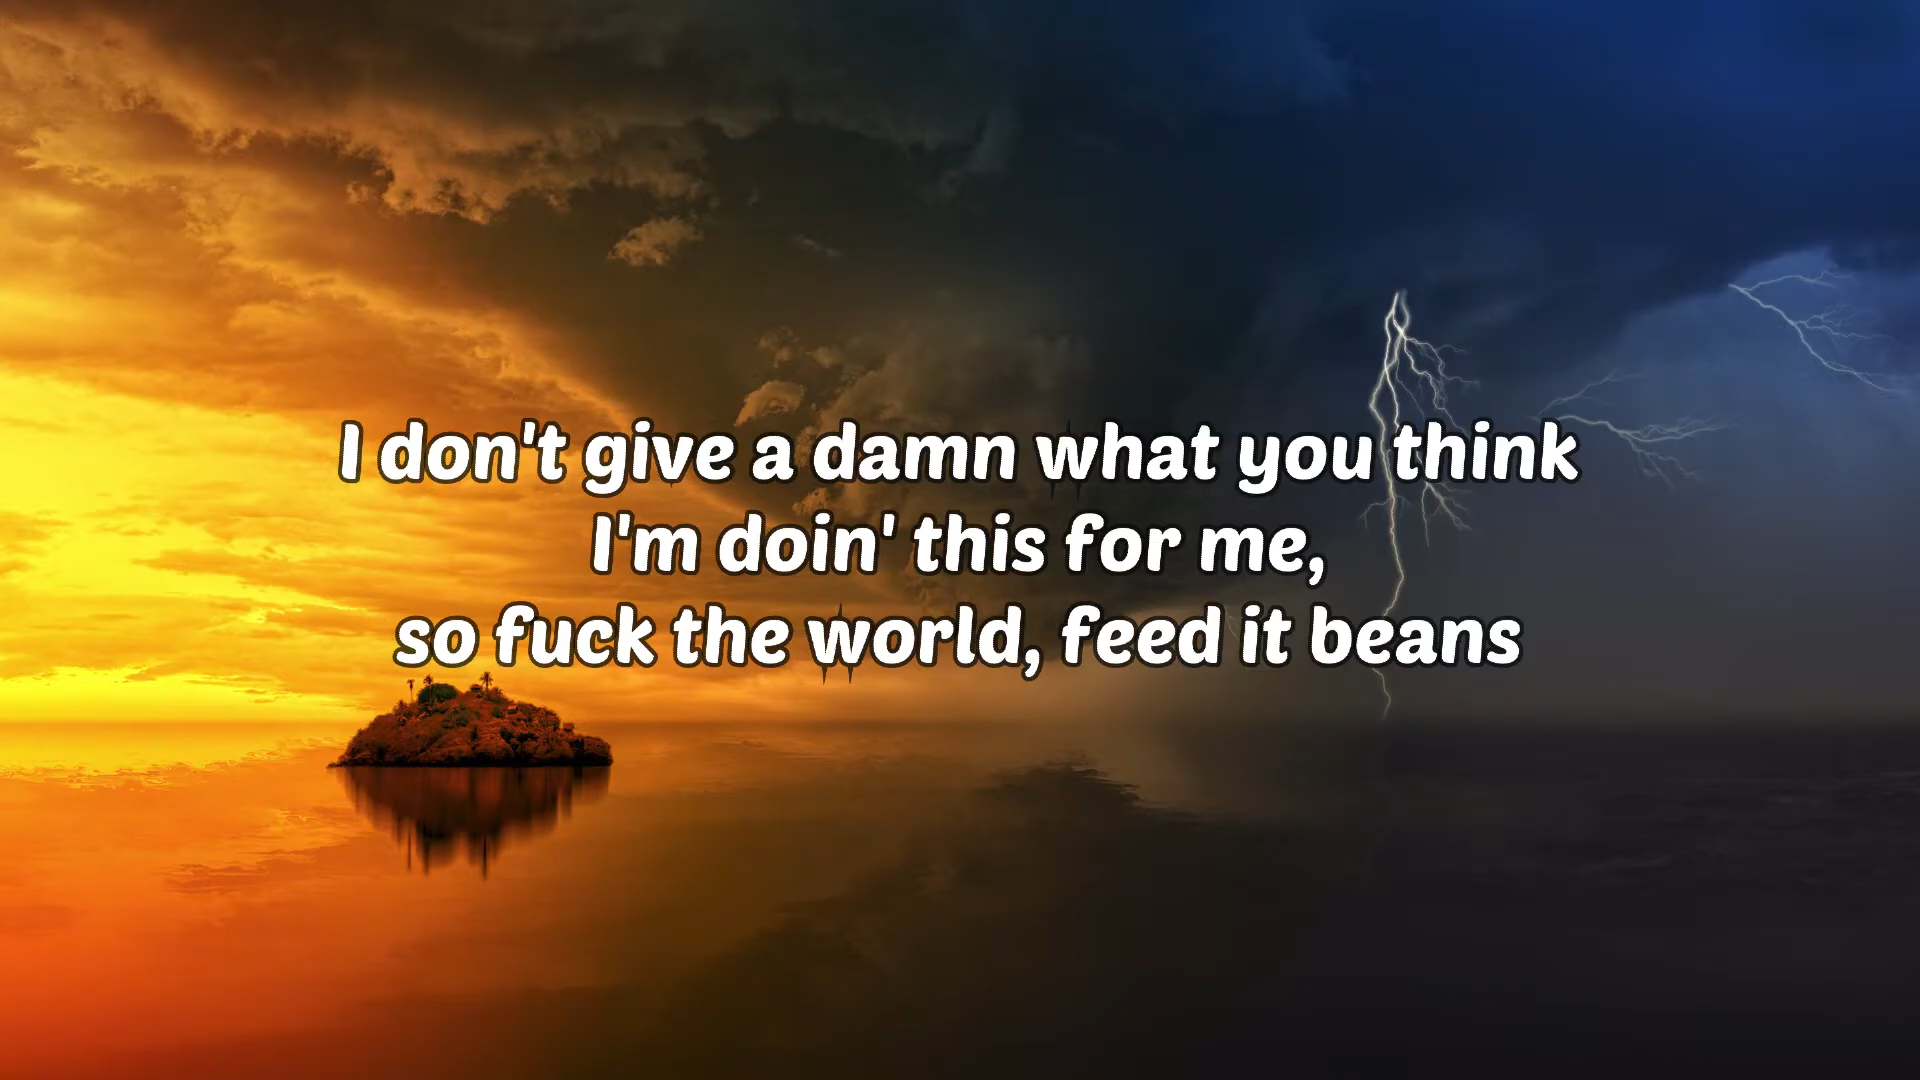 I don't give a damn what you think
I'm doin' this for me,
so fuck the world, feed it beans